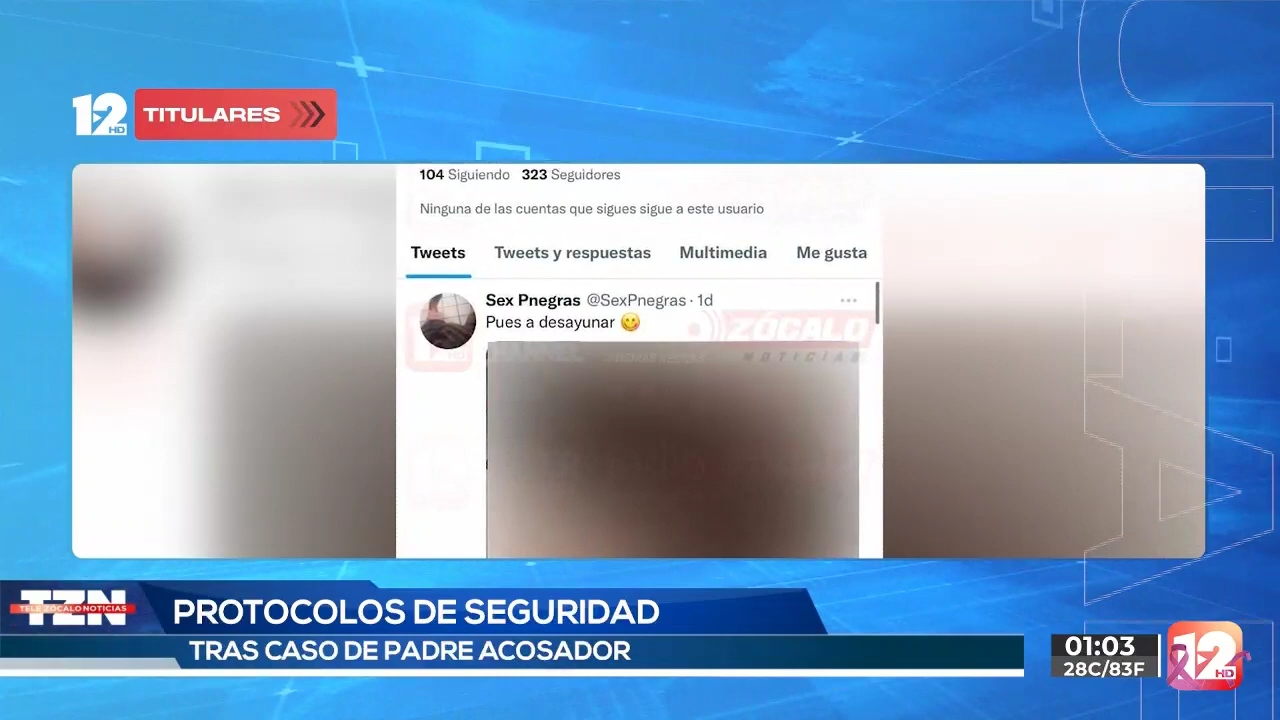 12 HD
TITULARES
104 Siguiendo 323 Seguidores
Ninguna de las cuentas que sigues sigue a este usuario
Tweets Tweets y respuestas Multimedia Me gusta
Sex Pnegras @SexPnegras · 1d
Pues a desayunar 😋
ZÓCALO
NOTICIAS
TZN
TELE ZÓCALO NOTICIAS
PROTOCOLOS DE SEGURIDAD
TRAS CASO DE PADRE ACOSADOR
01:03
28C/83F
12 HD